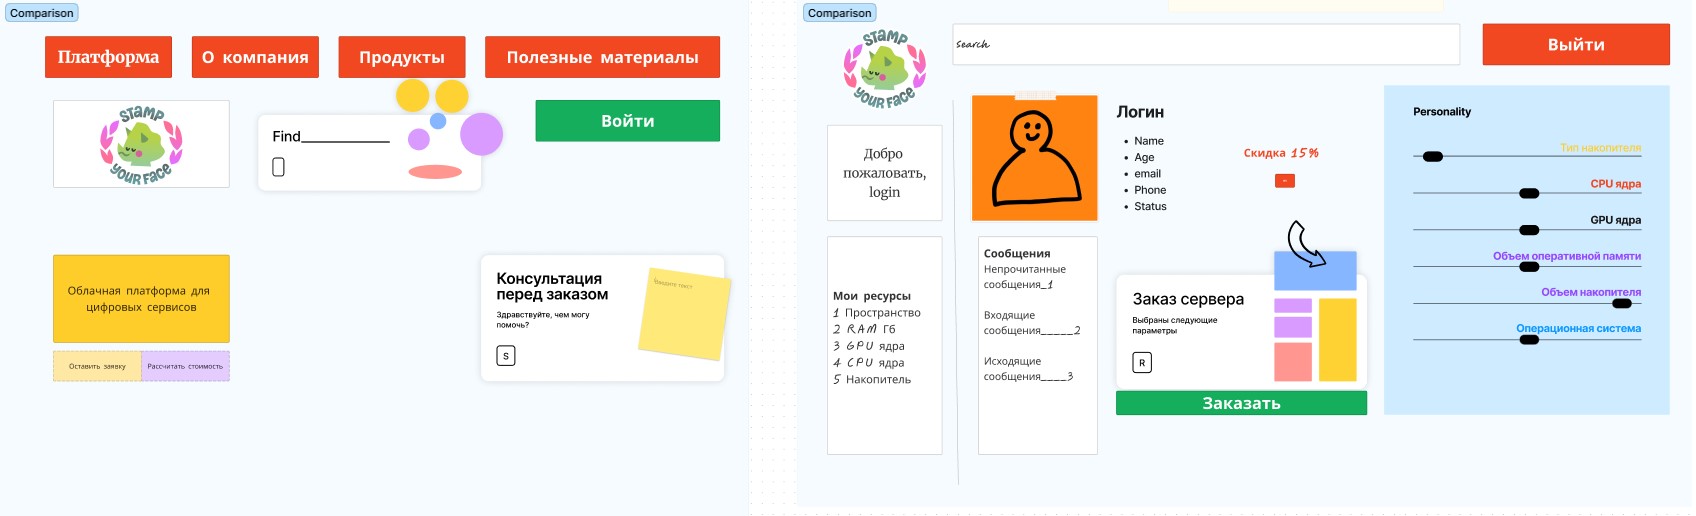 Comparison
Платформа
О компания
Продукты
Полезные материалы
STAMP
YOUR FACE
Find___________
Войти
Облачная платформа для
цифровых сервисов
Оставить заявку
Рассчитать стоимость
Консультация
перед заказом
Здравствуйте, чем могу
помочь?
S
Введите текст
Comparison
STAMP
YOUR FACE
search
Выйти
Добро
пожаловать,
login
Мои ресурсы
1 Пространство
2 RAM Гб
3 GPU ядра
4 CPU ядра
5 Накопитель
Сообщения
Непрочитанные
сообщения_1
Входящие
сообщения_____2
Исходящие
сообщения____3
Логин
Name
Age
email
Phone
Status
Скидка 15%
Заказ сервера
Выбраны следующие
параметры
R
Заказать
Personality
Тип накопителя
CPU ядра
GPU ядра
Объем оперативной памяти
Объем накопителя
Операционная система